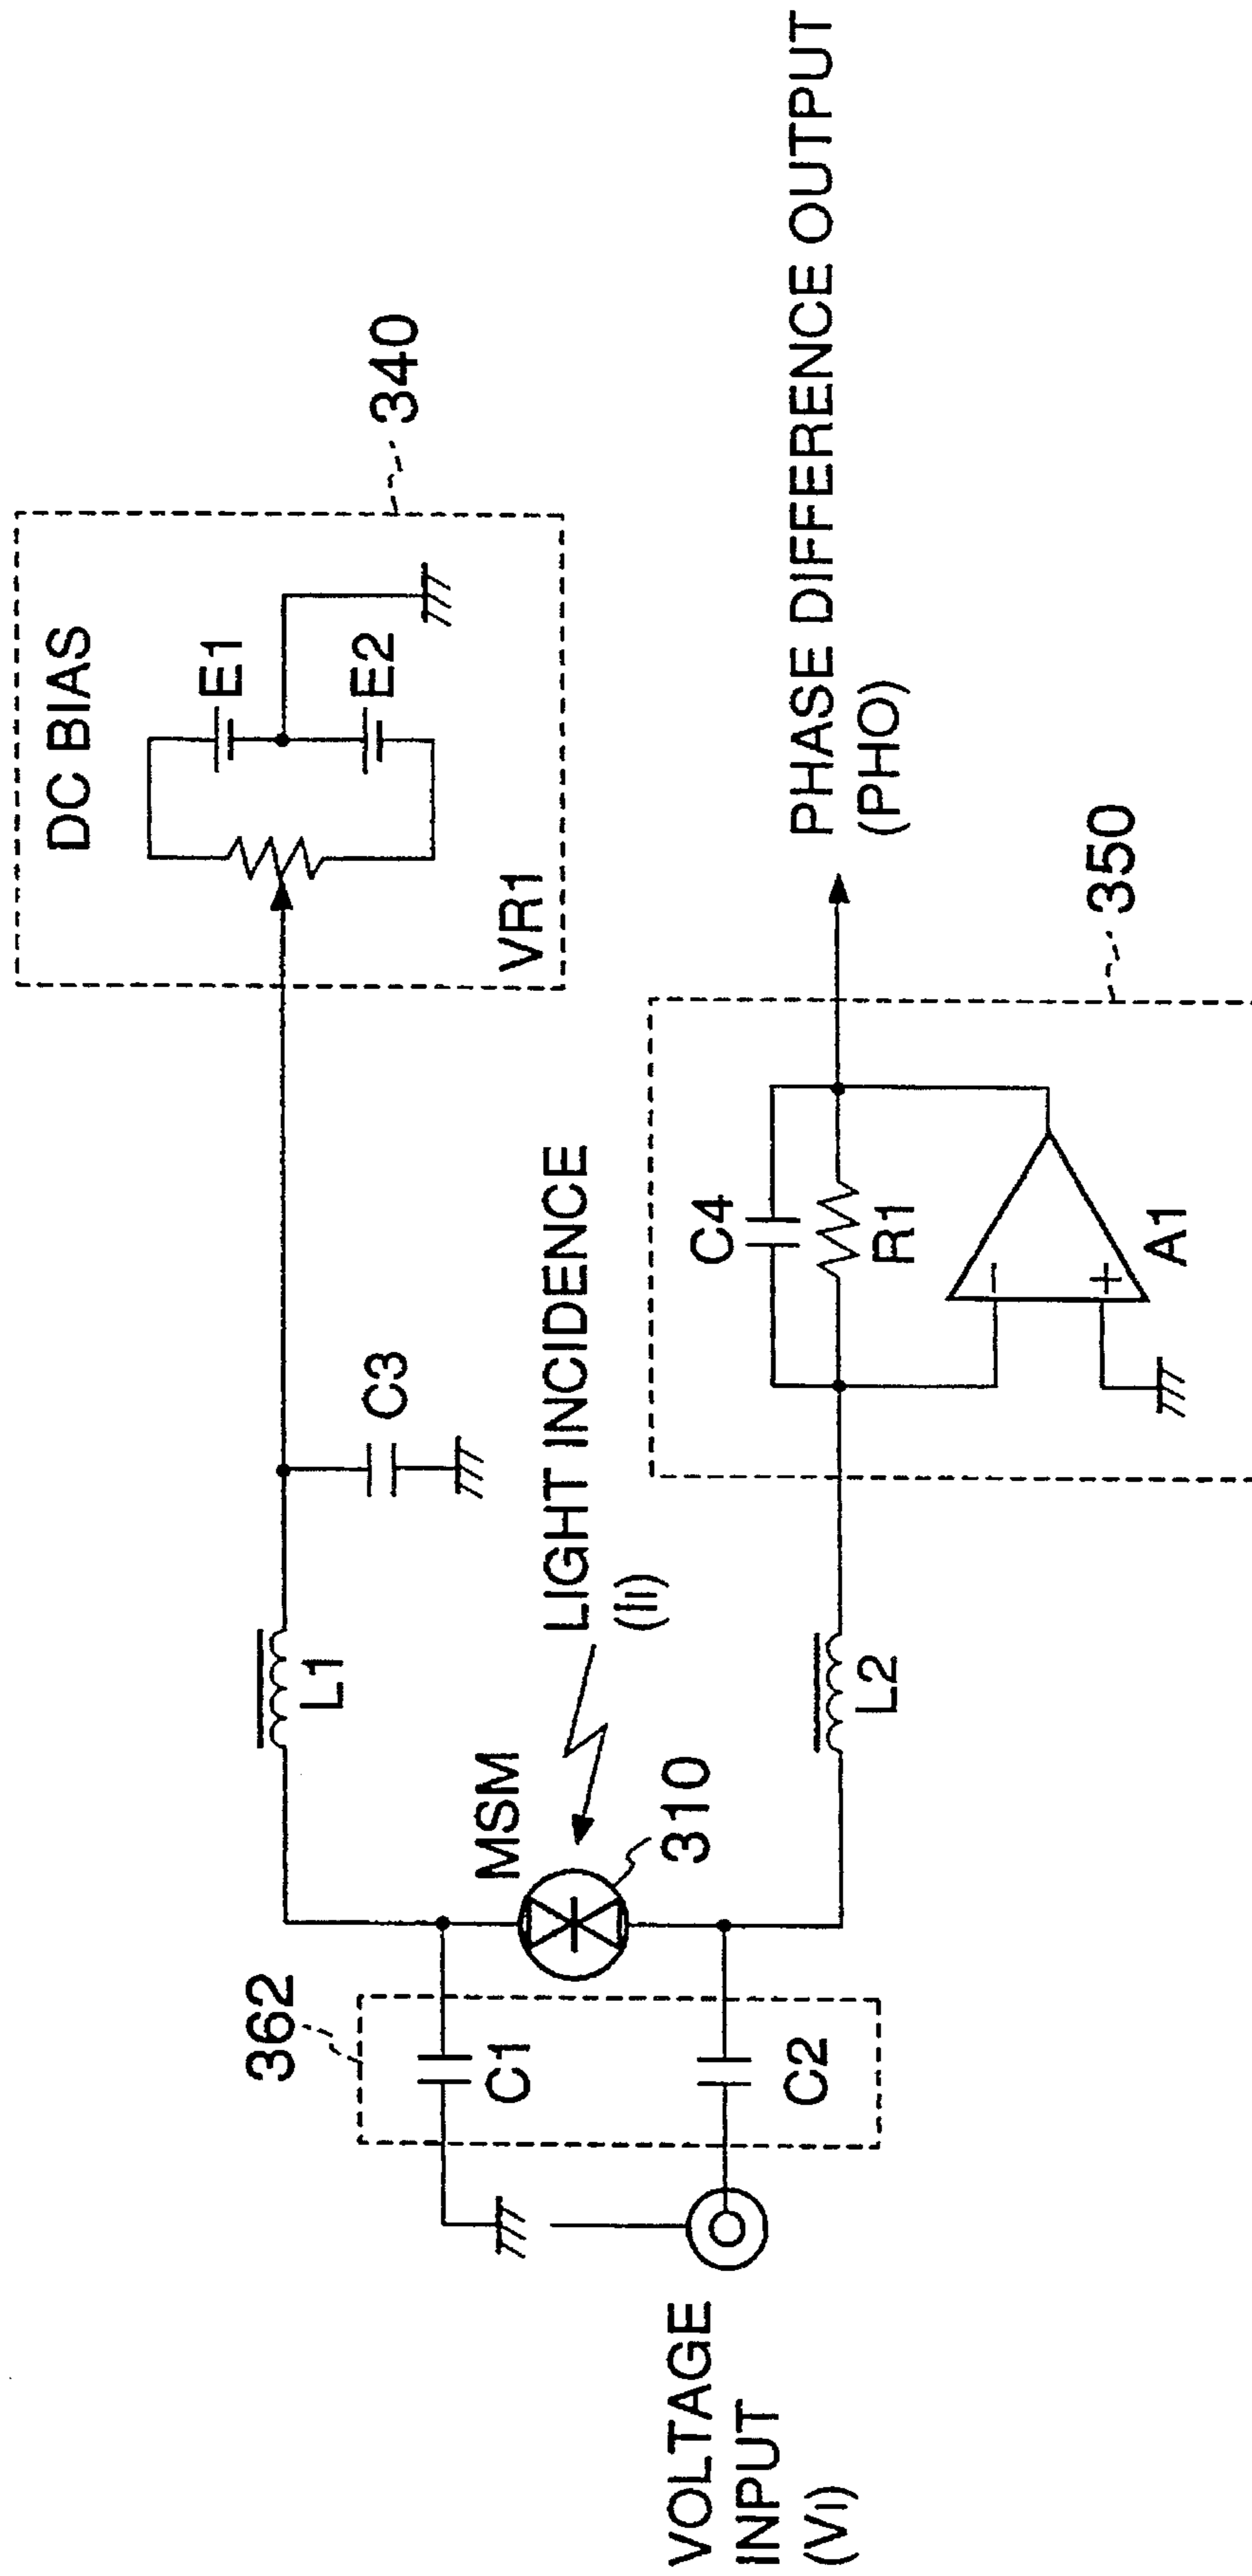 DC BIAS
E1
E2
VR1
340
L1
C3
362
MSM
LIGHT INCIDENCE
(II)
C1
310
C2
L2
VOLTAGE
INPUT
(VI)
C4
R1
-
+
A1
350
PHASE DIFFERENCE OUTPUT
(PHO)